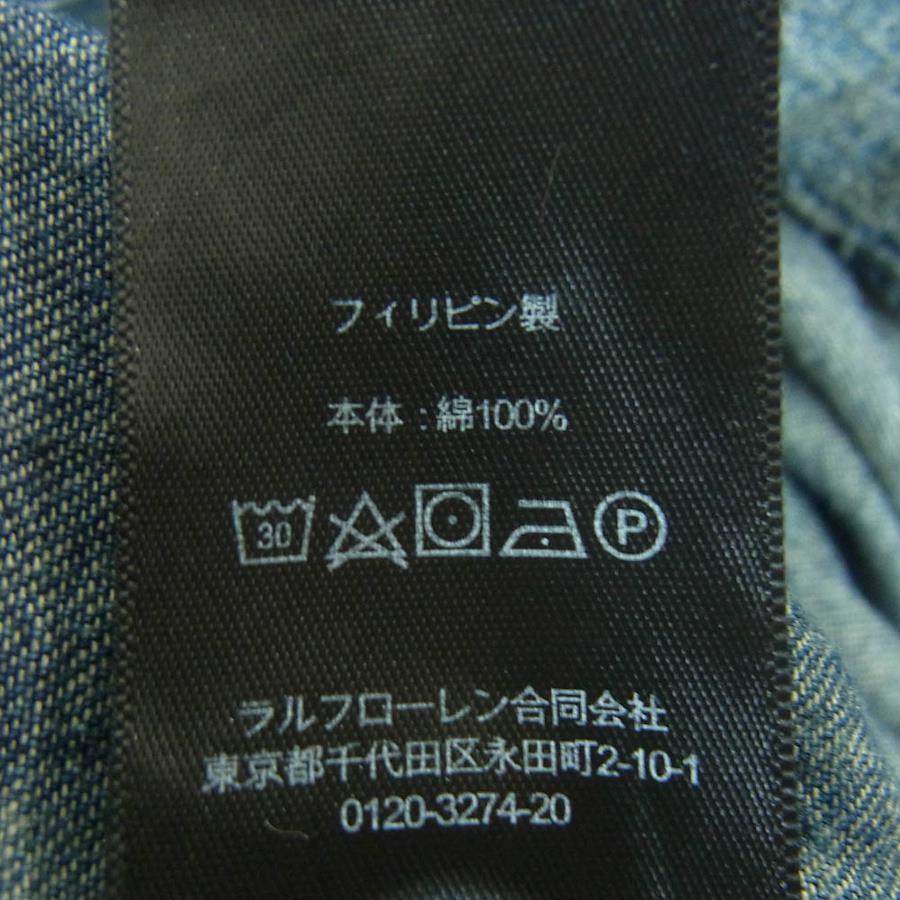 フィリピン製
本体 : 綿100%
30 P
ラルフローレン合同会社
東京都千代田区永田町2-10-1
0120-3274-20